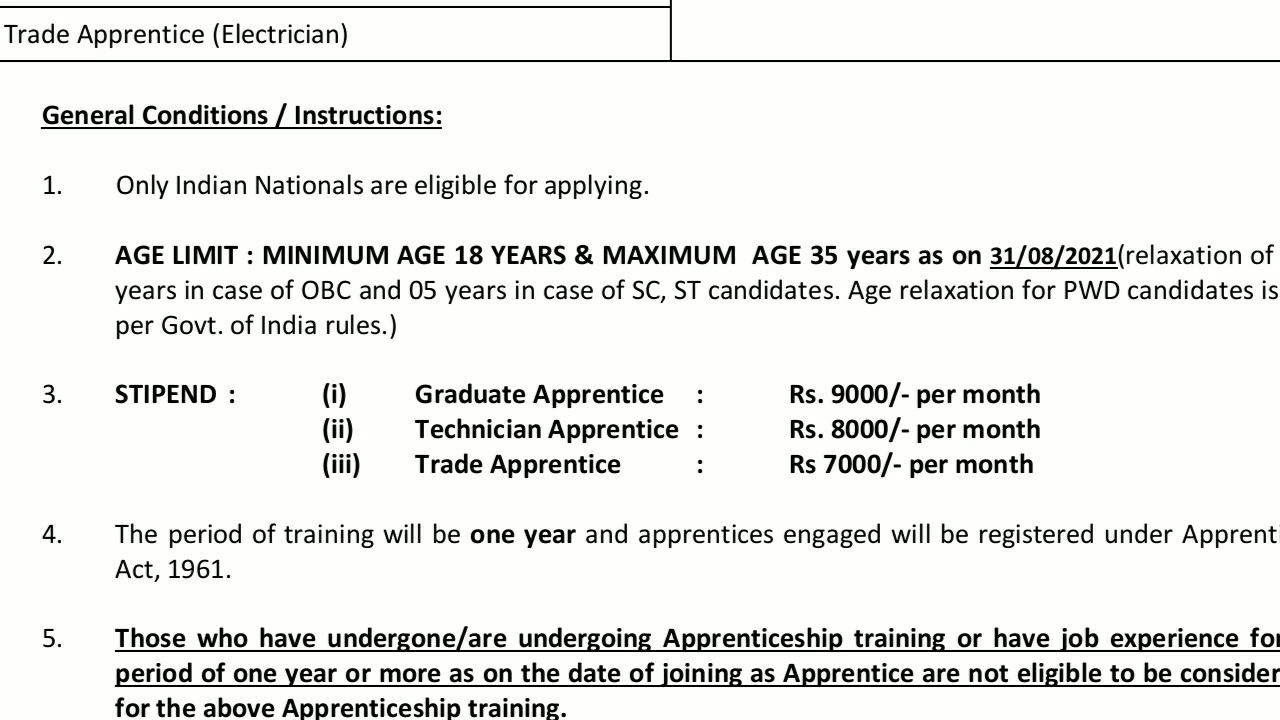 Trade Apprentice (Electrician)
General Conditions / Instructions:
1. Only Indian Nationals are eligible for applying.
2. AGE LIMIT : MINIMUM AGE 18 YEARS & MAXIMUM AGE 35 years as on 31/08/2021(relaxation of
years in case of OBC and 05 years in case of SC, ST candidates. Age relaxation for PWD candidates is
per Govt. of India rules.)
3. STIPEND : (i) Graduate Apprentice : Rs. 9000/- per month
(ii) Technician Apprentice : Rs. 8000/- per month
(iii) Trade Apprentice : Rs 7000/- per month
4. The period of training will be one year and apprentices engaged will be registered under Apprenti
Act, 1961.
5. Those who have undergone/are undergoing Apprenticeship training or have job experience for
period of one year or more as on the date of joining as Apprentice are not eligible to be consider
for the above Apprenticeship training.